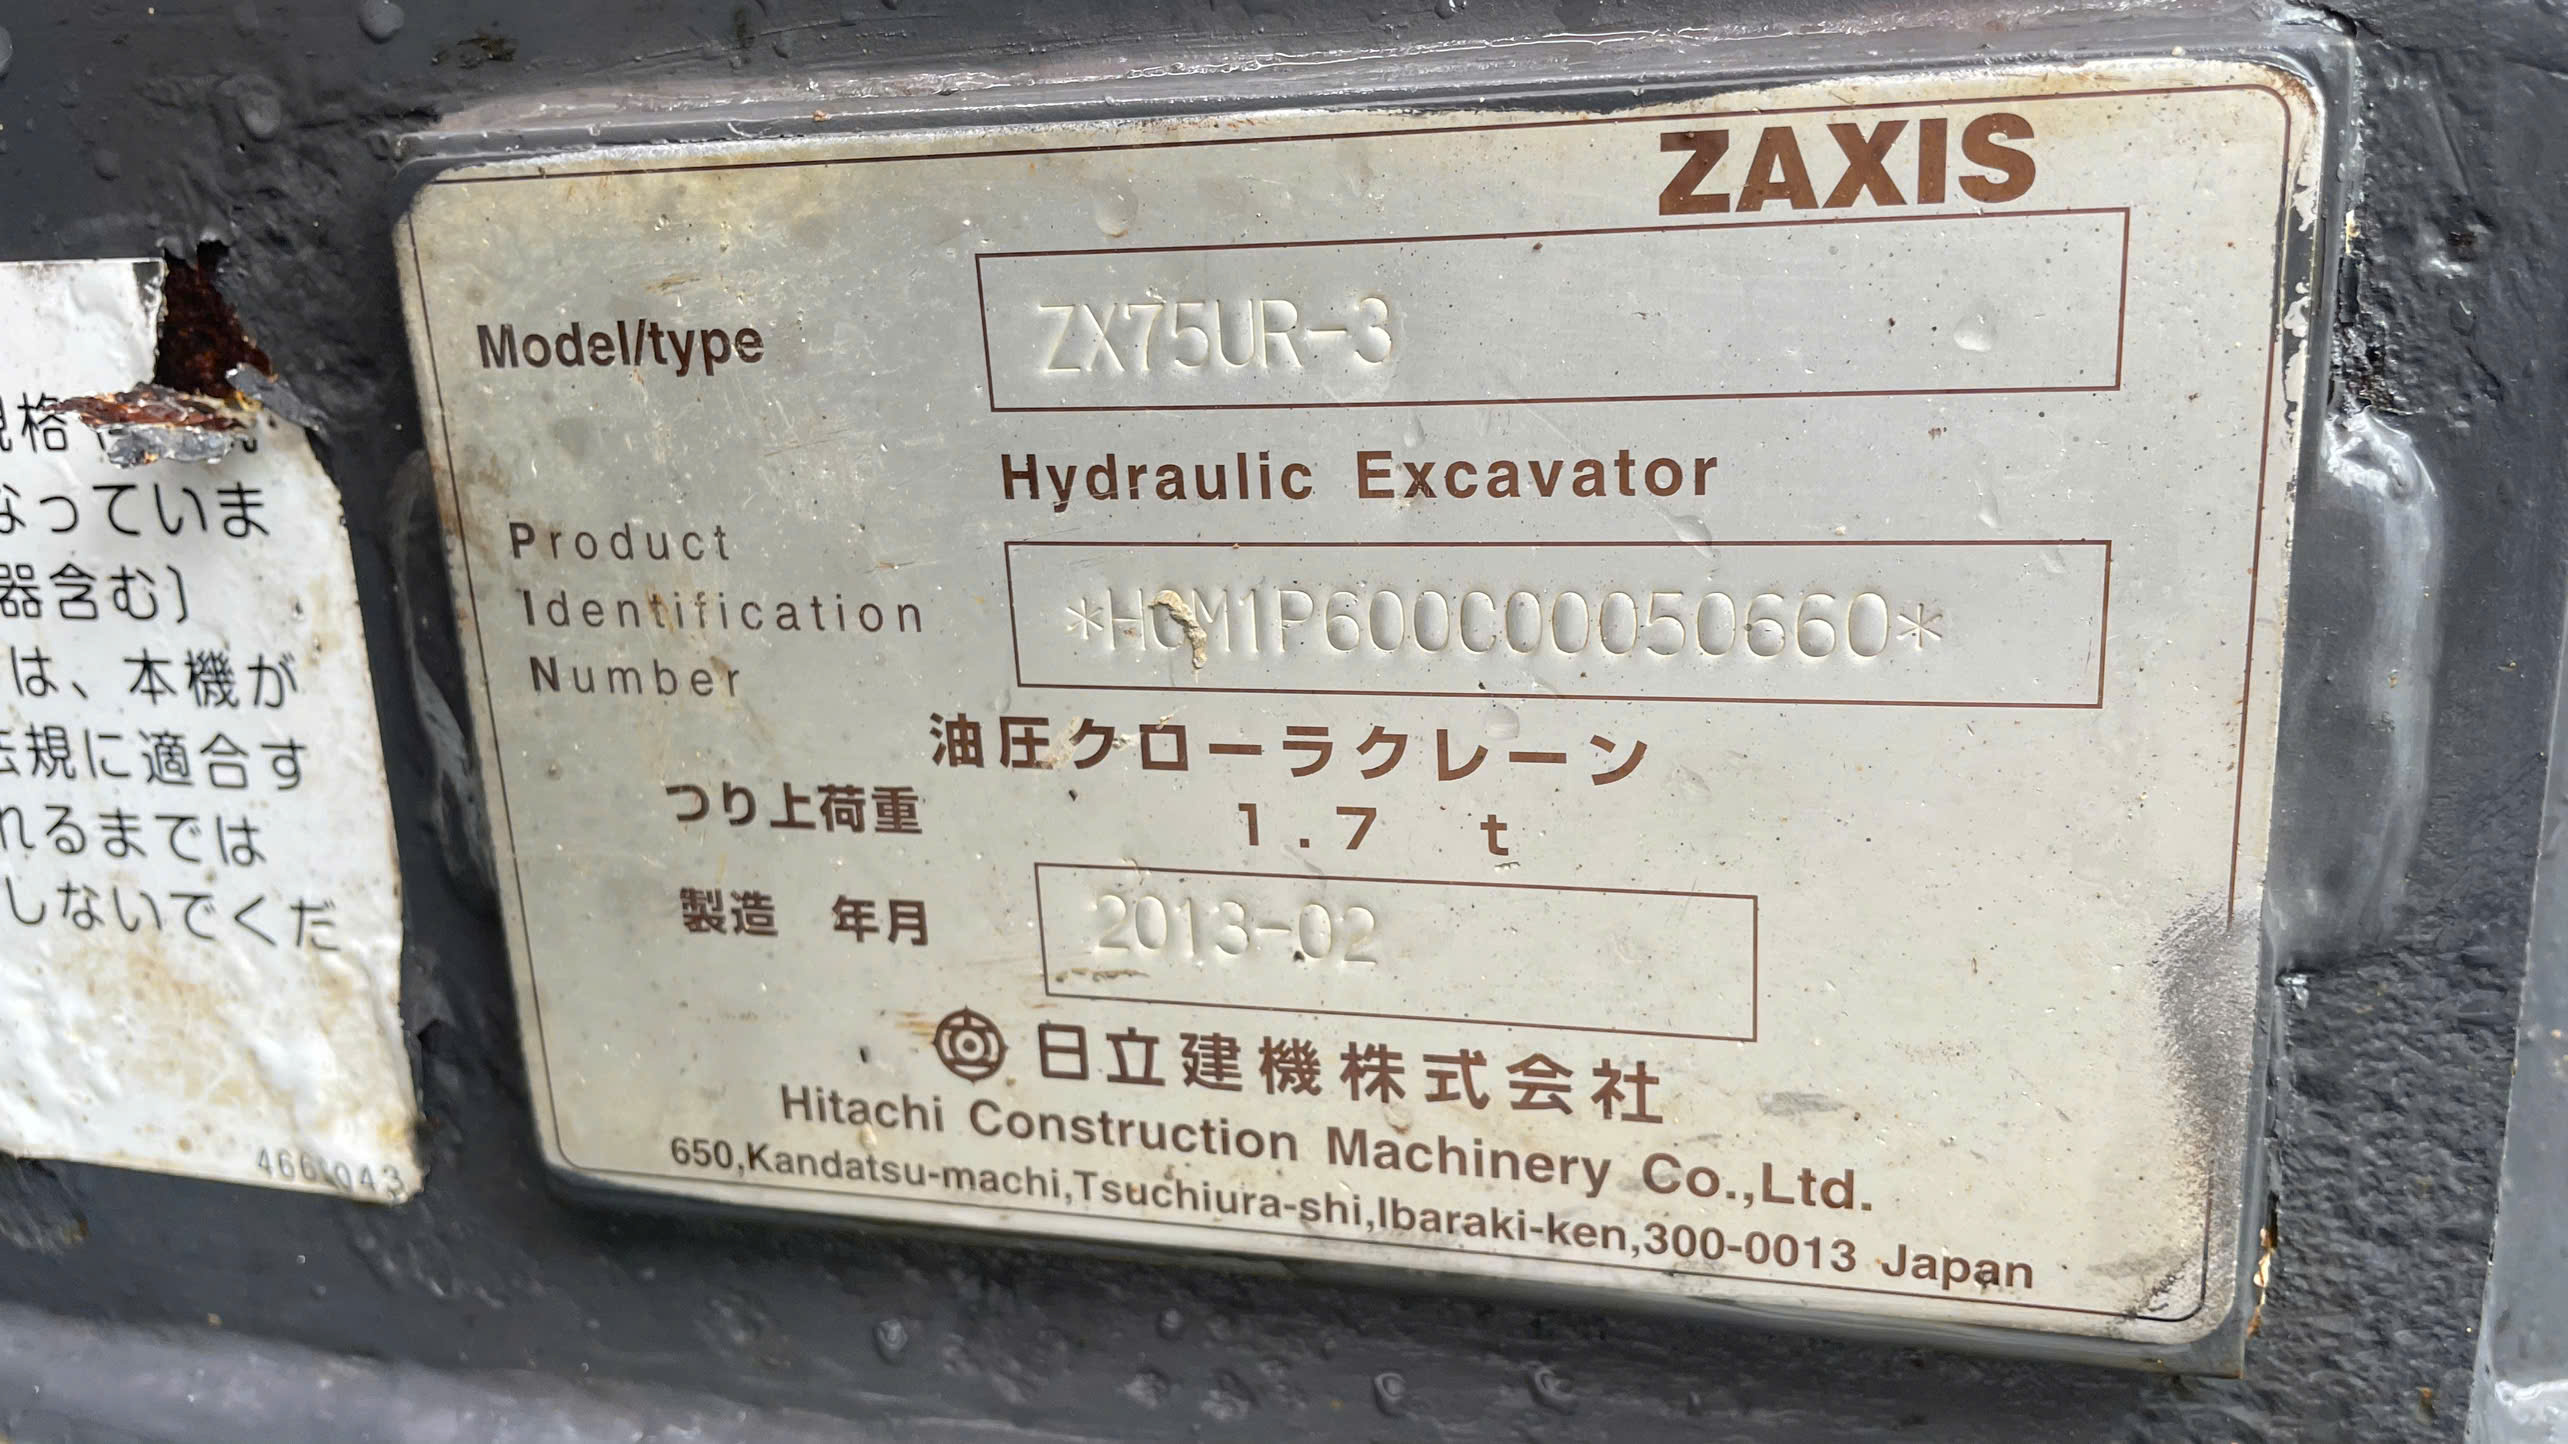 ZAXIS
Model/type ZX75UR-3
Hydraulic Excavator
Product
Identification
Number
*HCM1P600C00050660*
油圧クローラクレーン
つり上荷重 1.7 t
製造 年月 2013-02
日立建機株式会社
Hitachi Construction Machinery Co.,Ltd.
650,Kandatsu-machi,Tsuchiura-shi,Ibaraki-ken,300-0013 Japan
規格
なっていま
器含む〕
は、本機が
法規に適合す
れるまでは
しないでくだ